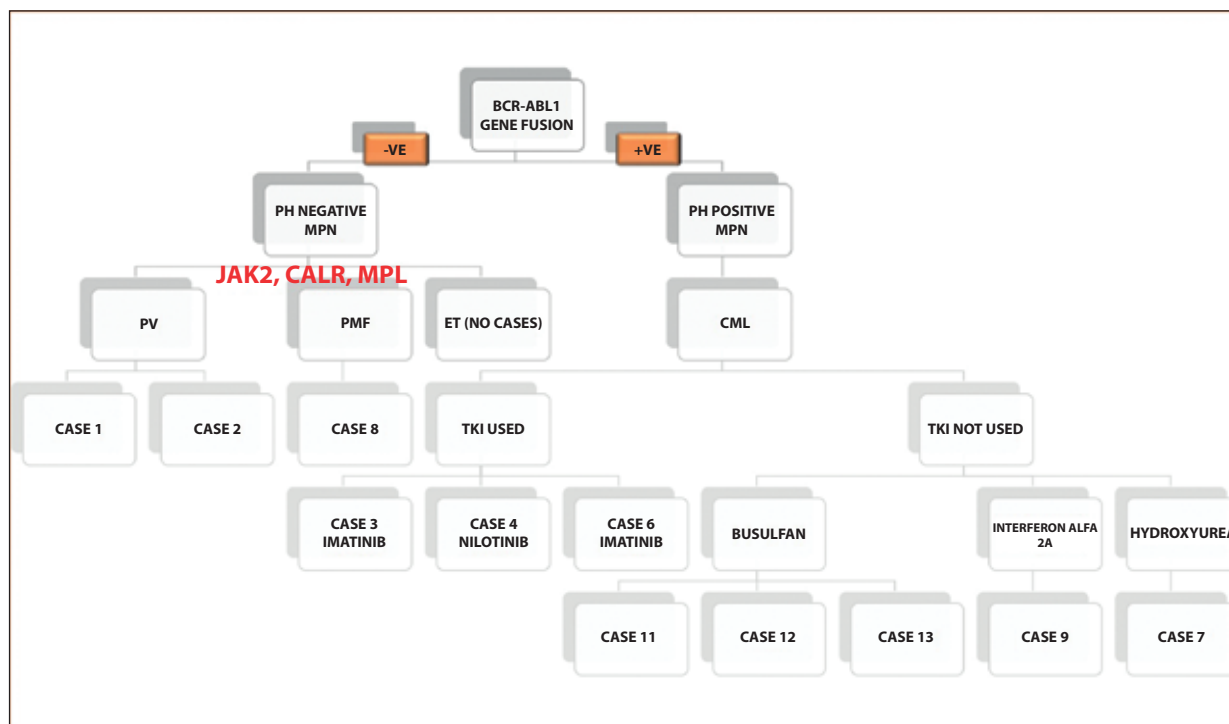 BCR-ABL1
GENE FUSION
-VE
+VE
PH NEGATIVE
MPN
PH POSITIVE
MPN
JAK2, CALR, MPL
PV
PMF
ET (NO CASES)
CML
CASE 1
CASE 2
CASE 8
TKI USED
TKI NOT USED
CASE 3
IMATINIB
CASE 4
NILOTINIB
CASE 6
IMATINIB
BUSULFAN
INTERFERON ALFA
2A
HYDROXYUREA
CASE 11
CASE 12
CASE 13
CASE 9
CASE 7